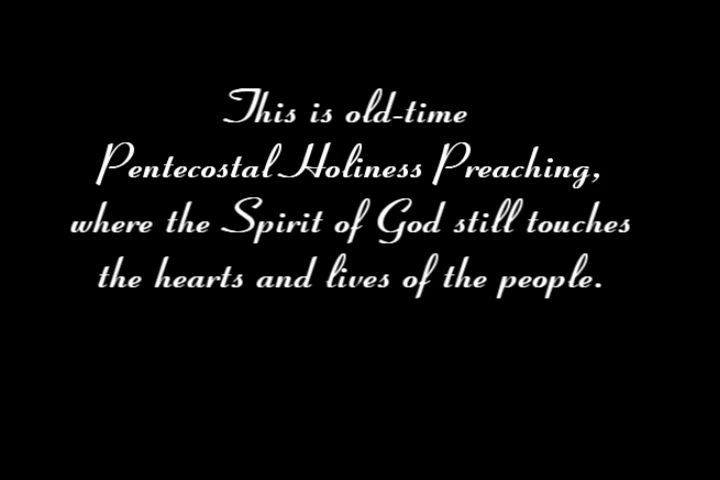 This is old-time
Pentecostal Holiness Preaching,
where the Spirit of God still touches
the hearts and lives of the people.